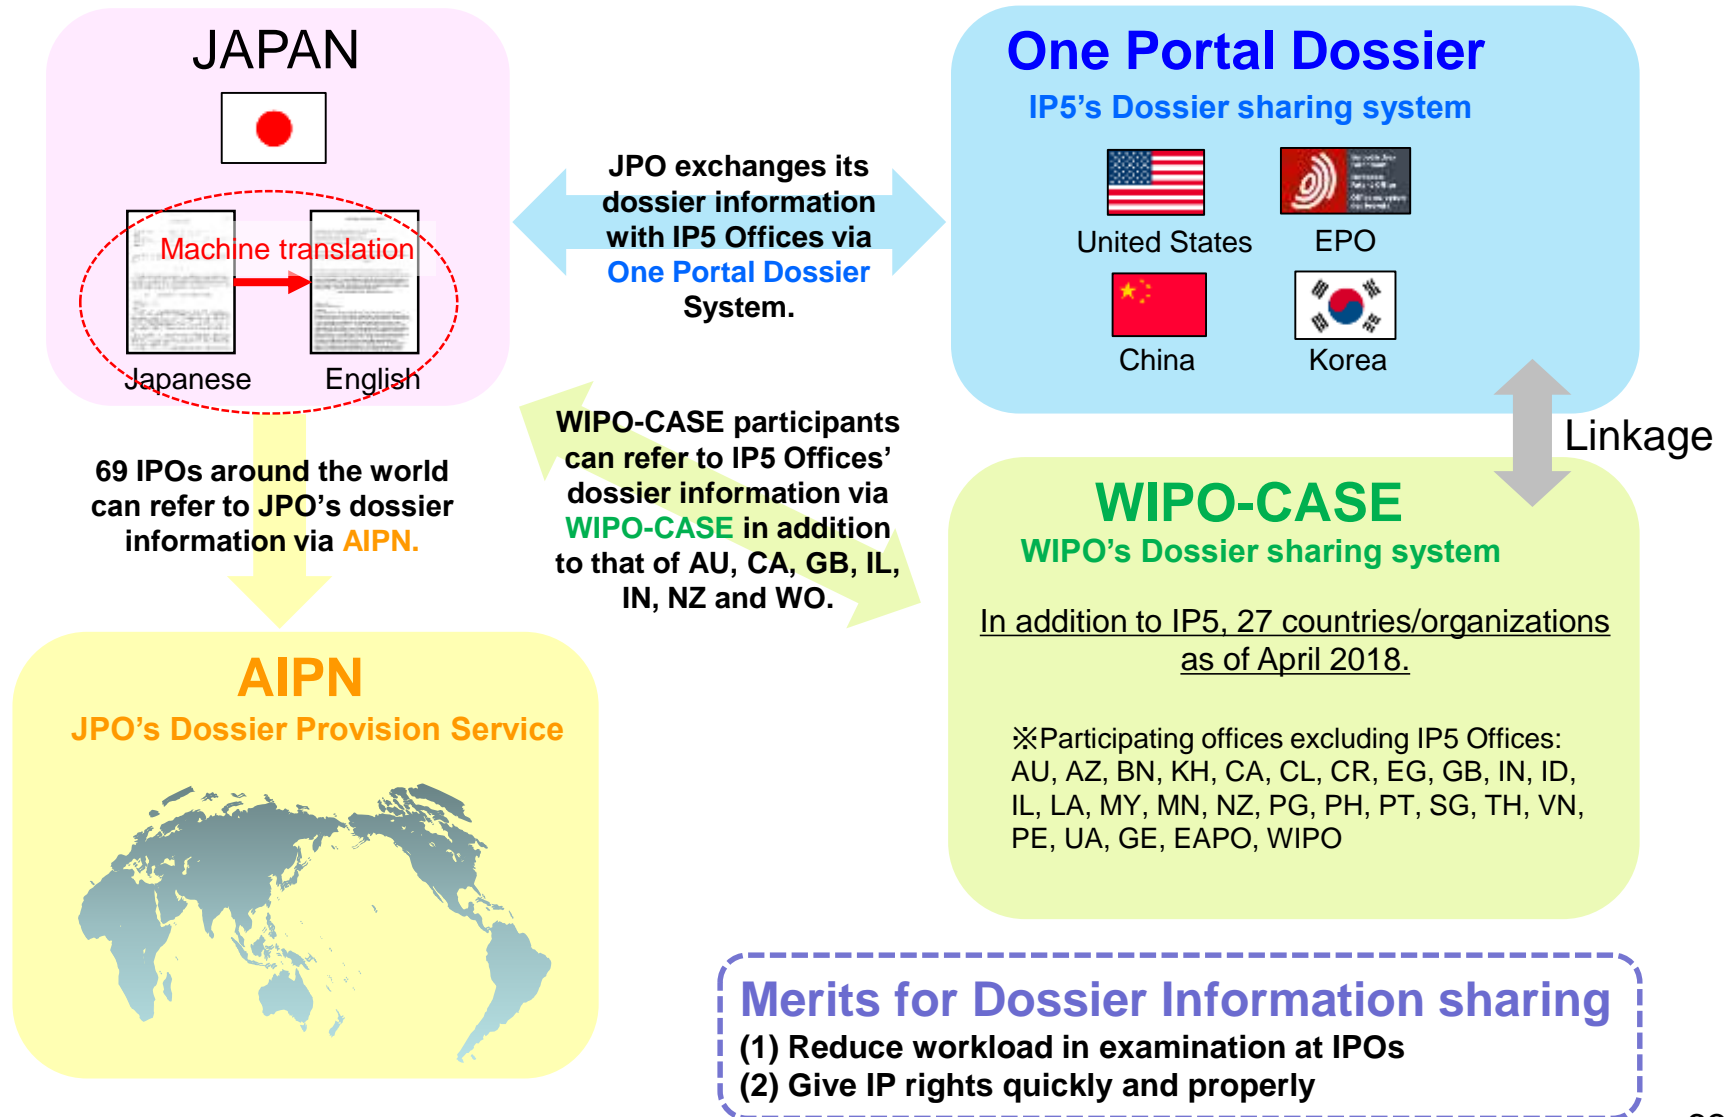 JAPAN
Machine translation
Japanese
English
JPO exchanges its
dossier information
with IP5 Offices via
One Portal Dossier
System.
One Portal Dossier
IP5’s Dossier sharing system
United States
EPO
China
Korea
Linkage
69 IPOs around the world
can refer to JPO’s dossier
information via AIPN.
WIPO-CASE participants
can refer to IP5 Offices’
dossier information via
WIPO-CASE in addition
to that of AU, CA, GB, IL,
IN, NZ and WO.
WIPO-CASE
WIPO’s Dossier sharing system
In addition to IP5, 27 countries/organizations
as of April 2018.
※Participating offices excluding IP5 Offices:
AU, AZ, BN, KH, CA, CL, CR, EG, GB, IN, ID,
IL, LA, MY, MN, NZ, PG, PH, PT, SG, TH, VN,
PE, UA, GE, EAPO, WIPO
AIPN
JPO’s Dossier Provision Service
Merits for Dossier Information sharing
(1) Reduce workload in examination at IPOs
(2) Give IP rights quickly and properly